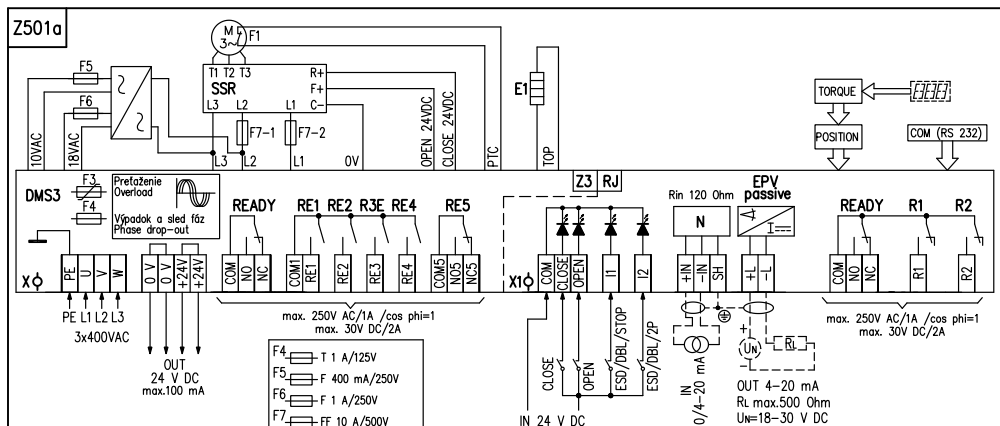 Z501a
M
3~
F1
T1 T2 T3
SSR
R+
F+
C-
L3 L2 L1
F5
F6
F7-1
F7-2
10VAC
18VAC
L3 L2 L1 0V
OPEN 24VDC
CLOSE 24VDC
PTC
E1
TOP
TORQUE
POSITION
COM (RS 232)
DMS3
F3
F4
Preťaženie
Overload
Výpadok a sled fáz
Phase drop-out
READY
RE1 RE2 R3E RE4
RE5
Z3 RJ
Rin 120 Ohm
N
EPV
passive
READY
R1
R2
X
PE
U
V
W
0 V
0 V
+24V
+24V
COM
NO
NC
COM1
RE1
RE2
RE3
RE4
COM5
NO5
NC5
X1
COM
CLOSE
OPEN
I1
I2
+IN
-IN
SH
+L
-L
COM
NO
NC
R1
R2
PE L1 L2 L3
3x400VAC
OUT
24 V DC
max.100 mA
max. 250V AC/1A /cos phi=1
max. 30V DC/2A
F4 T 1 A/125V
F5 F 400 mA/250V
F6 F 1 A/250V
F7 FF 10 A/500V
CLOSE
OPEN
ESD/DBL/STOP
ESD/DBL/2P
IN 24 V DC
IN
0/4-20 mA
+
UN
-
RL
OUT 4-20 mA
RL max.500 Ohm
UN=18-30 V DC
max. 250V AC/1A /cos phi=1
max. 30V DC/2A